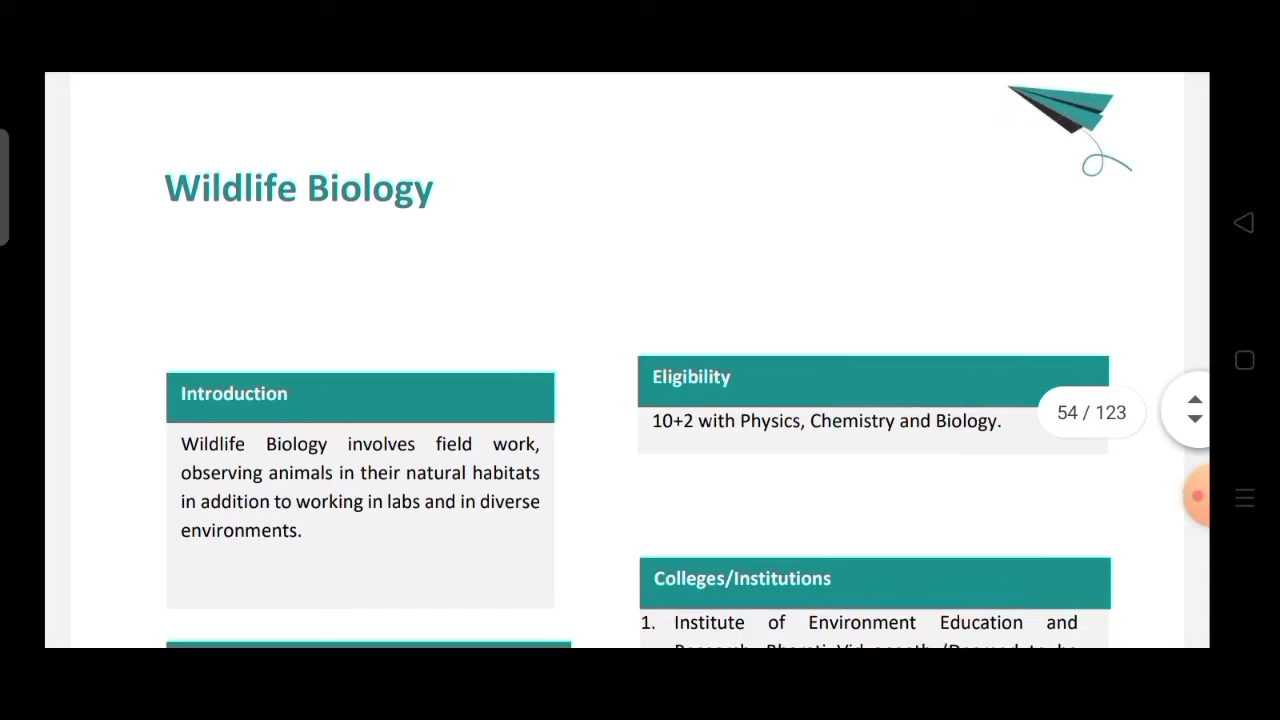 Wildlife Biology
Introduction
Wildlife Biology involves field work,
observing animals in their natural habitats
in addition to working in labs and in diverse
environments.
Eligibility
10+2 with Physics, Chemistry and Biology.
54 / 123
Colleges/Institutions
1. Institute of Environment Education and